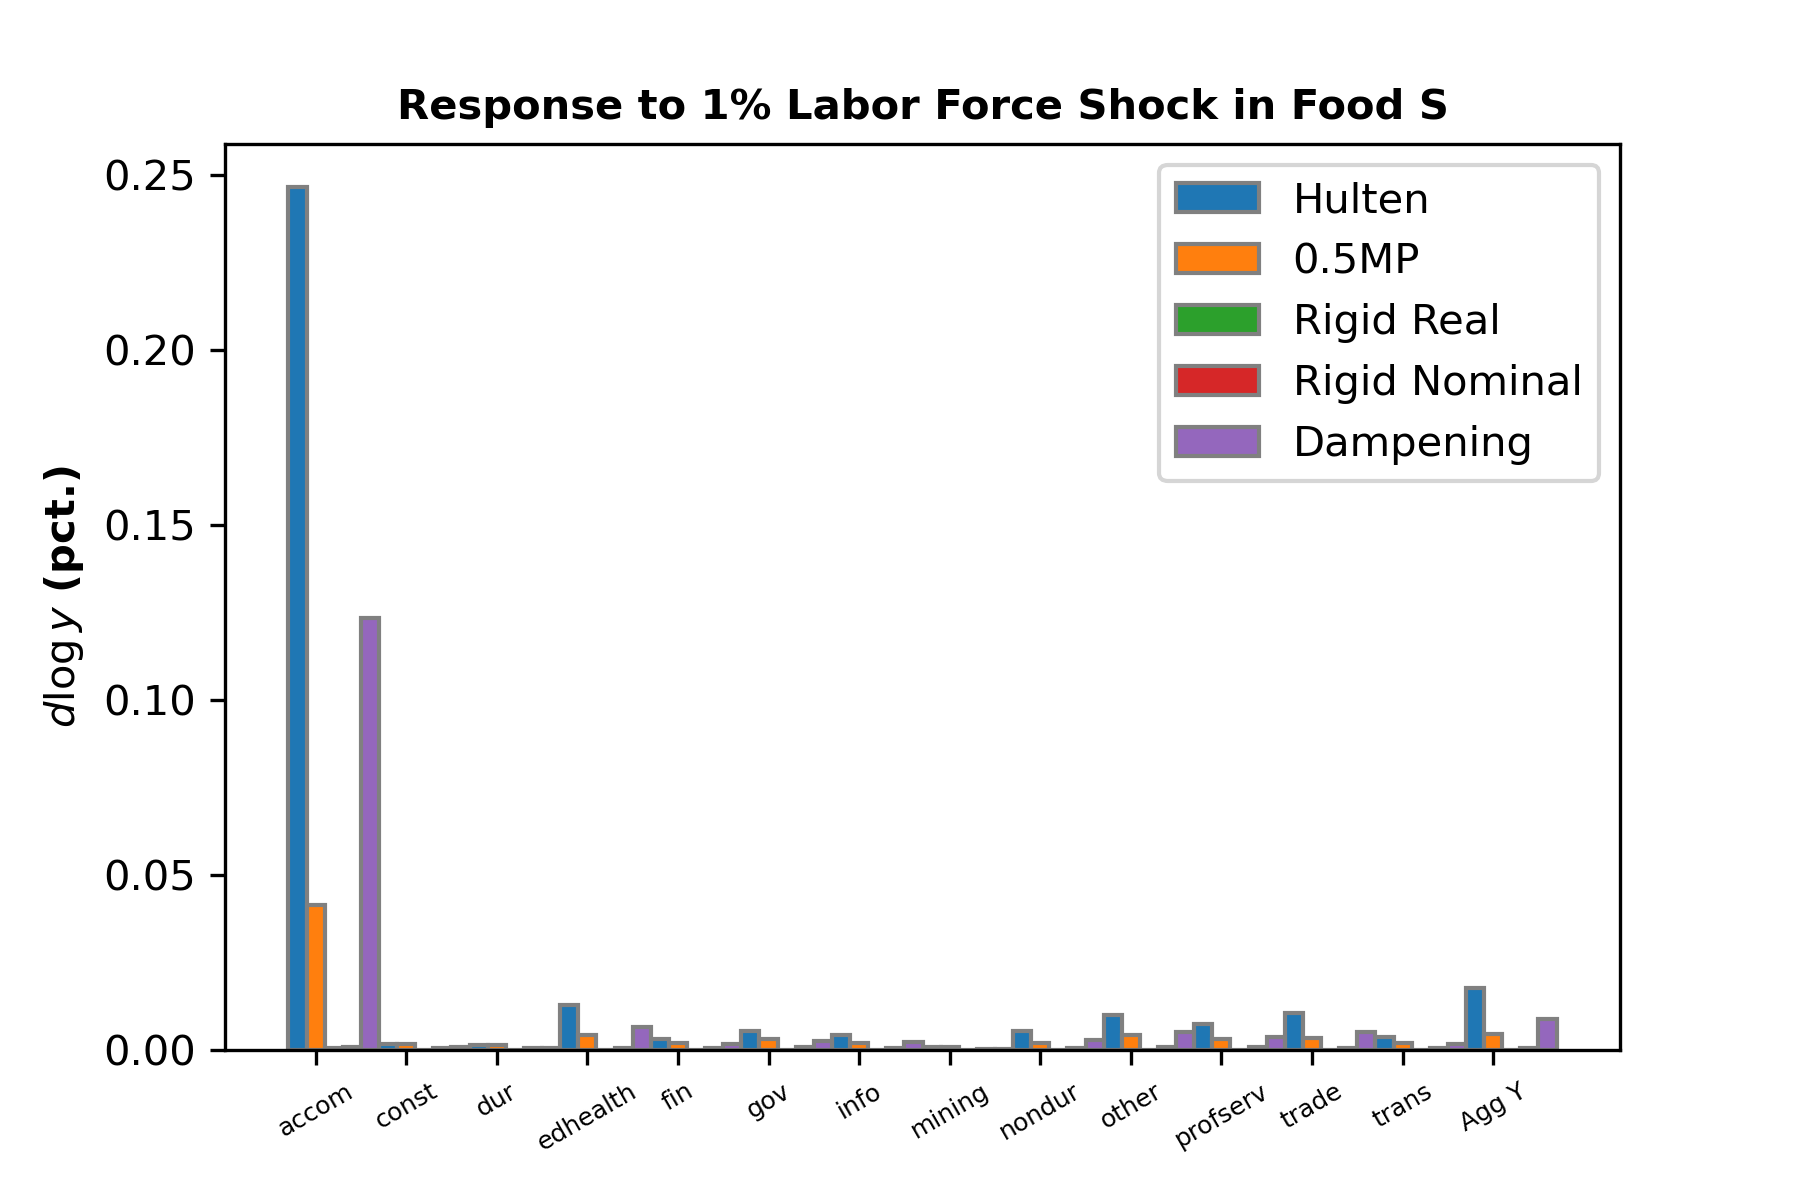 Response to 1% Labor Force Shock in Food S
0.25
0.20
0.15
0.10
0.05
0.00
dlog y (pct.)
Hulten
0.5MP
Rigid Real
Rigid Nominal
Dampening
accom
const
dur
edhealth
fin
gov
info
mining
nondur
other
profserv
trade
trans
Agg Y